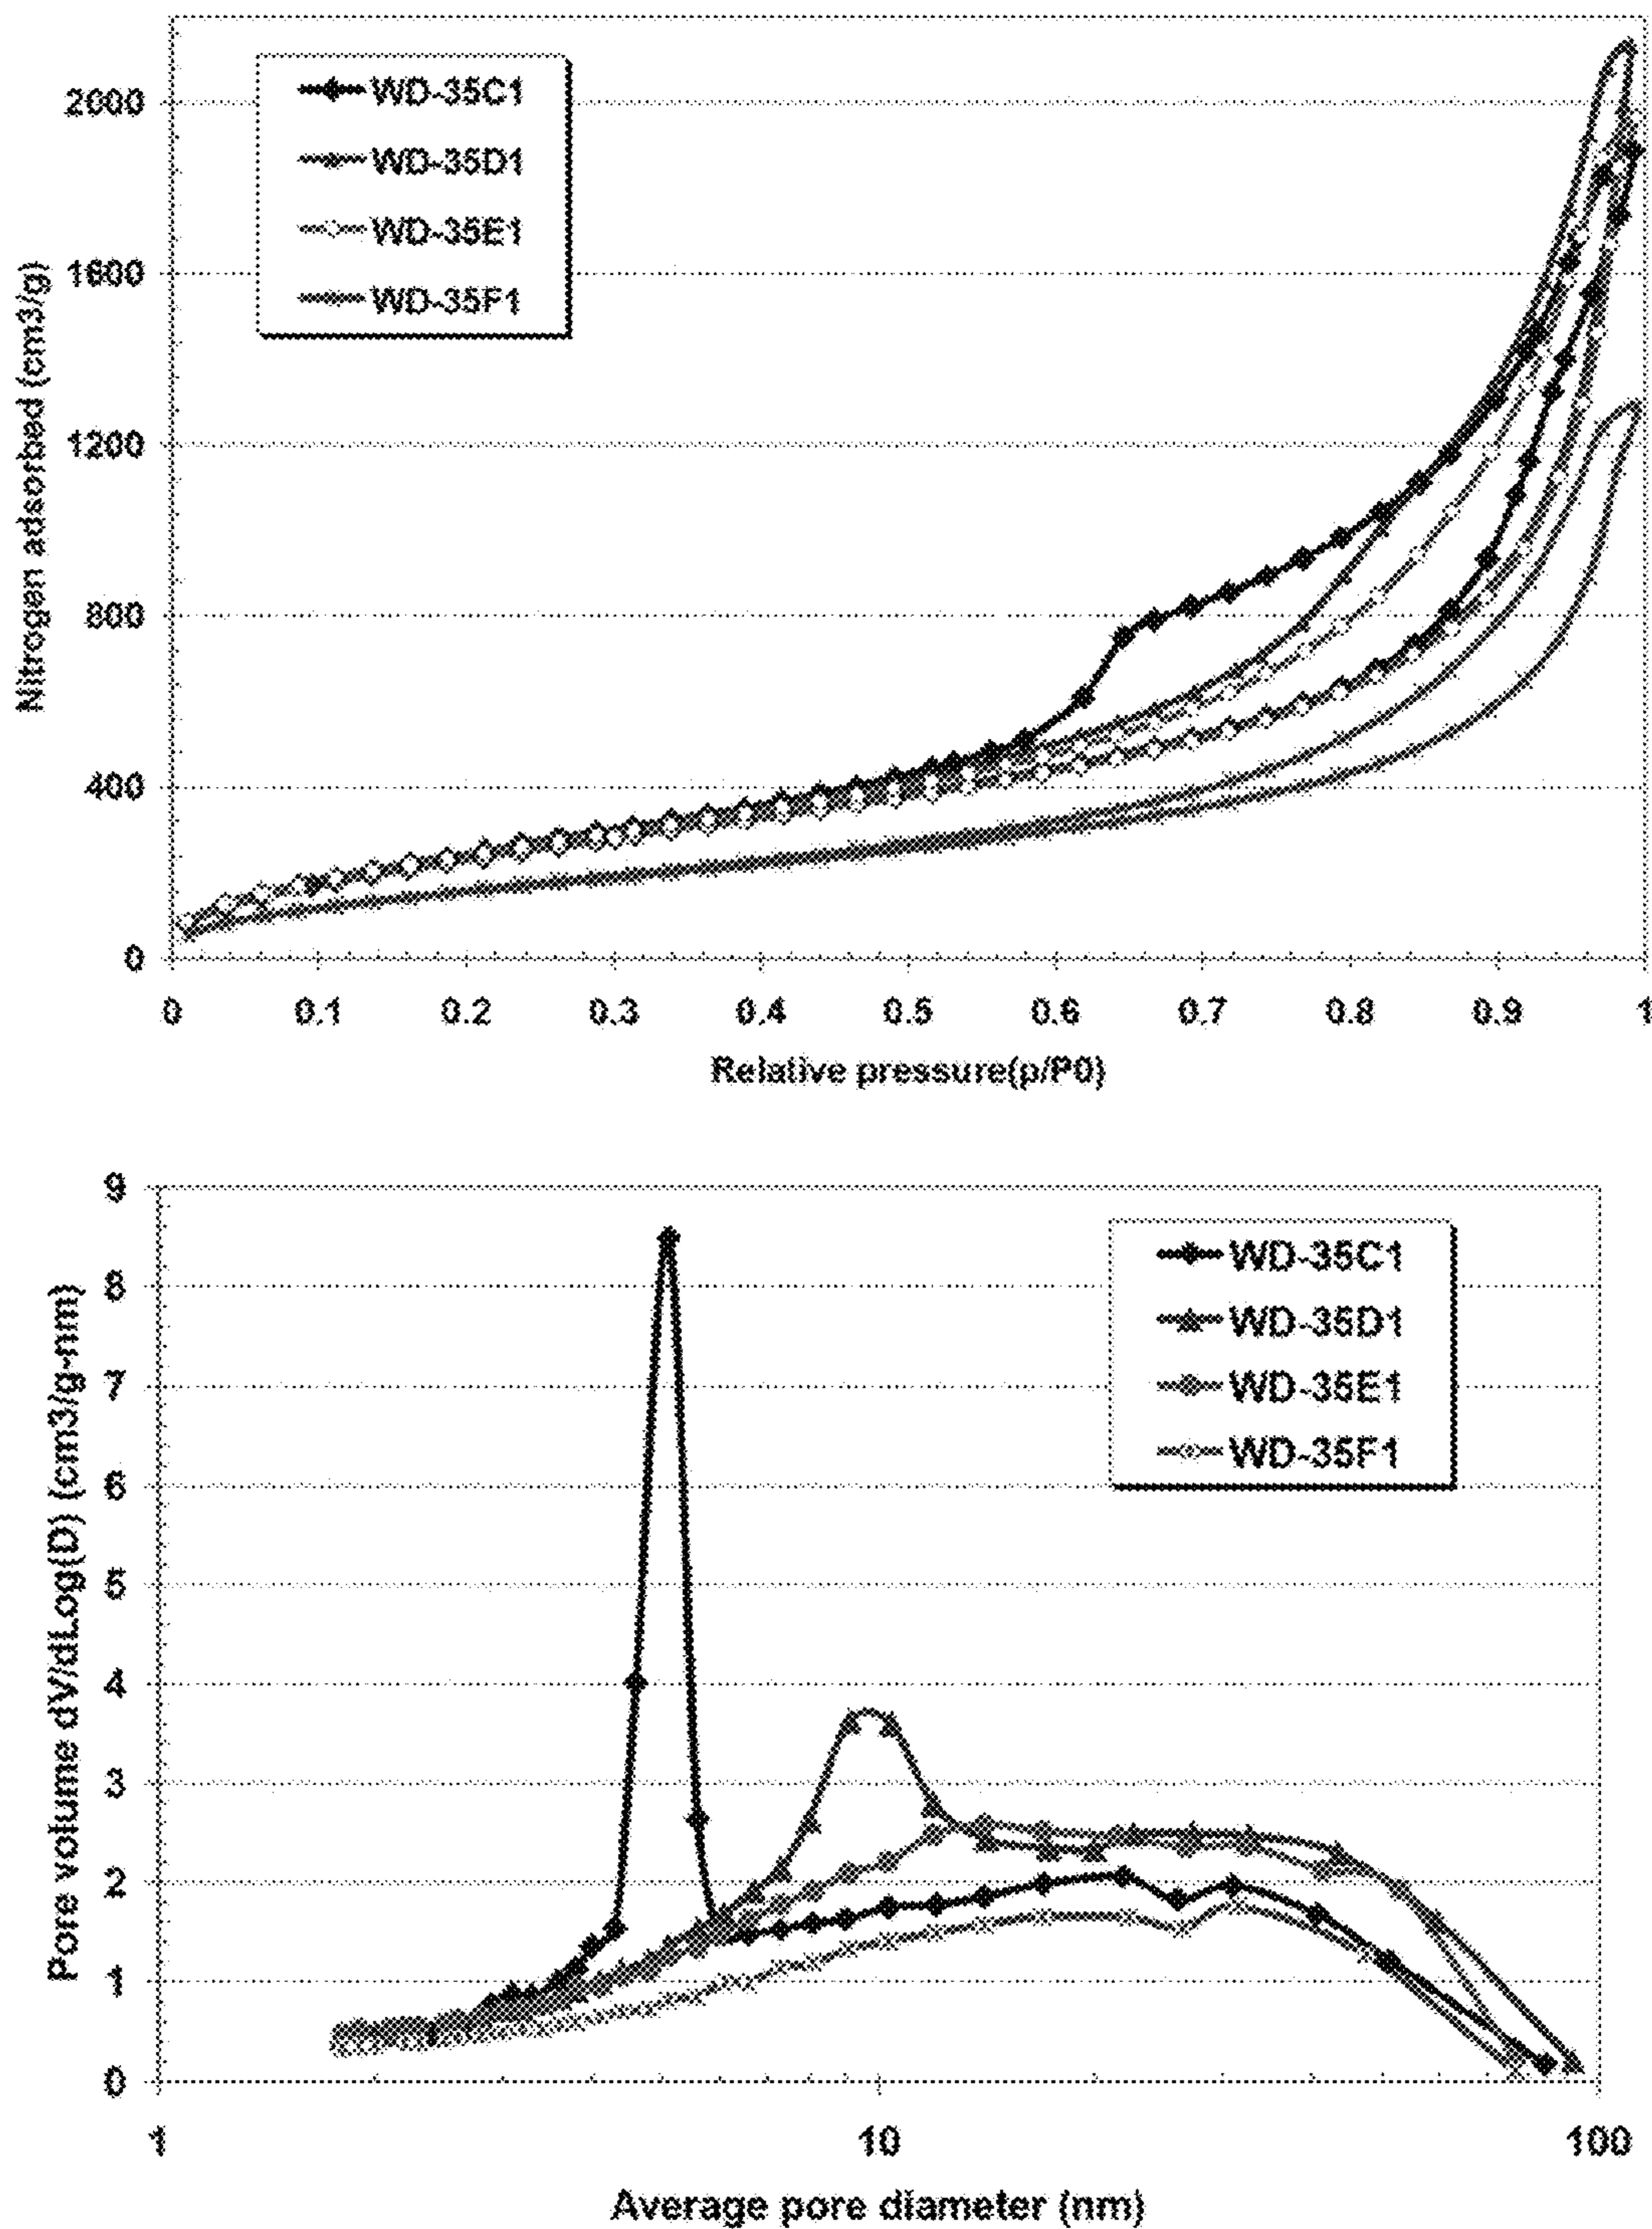 WD-35C1
WD-35D1
WD-35E1
WD-35F1
Nitrogen adsorbed (cm3/g)
2000
1600
1200
800
400
0
0 0.1 0.2 0.3 0.4 0.5 0.6 0.7 0.8 0.9 1
Relative pressure(p/P0)
WD-35C1
WD-35D1
WD-35E1
WD-35F1
Pore volume dV/dLog(D) (cm3/g-nm)
9
8
7
6
5
4
3
2
1
0
1 10 100
Average pore diameter (nm)